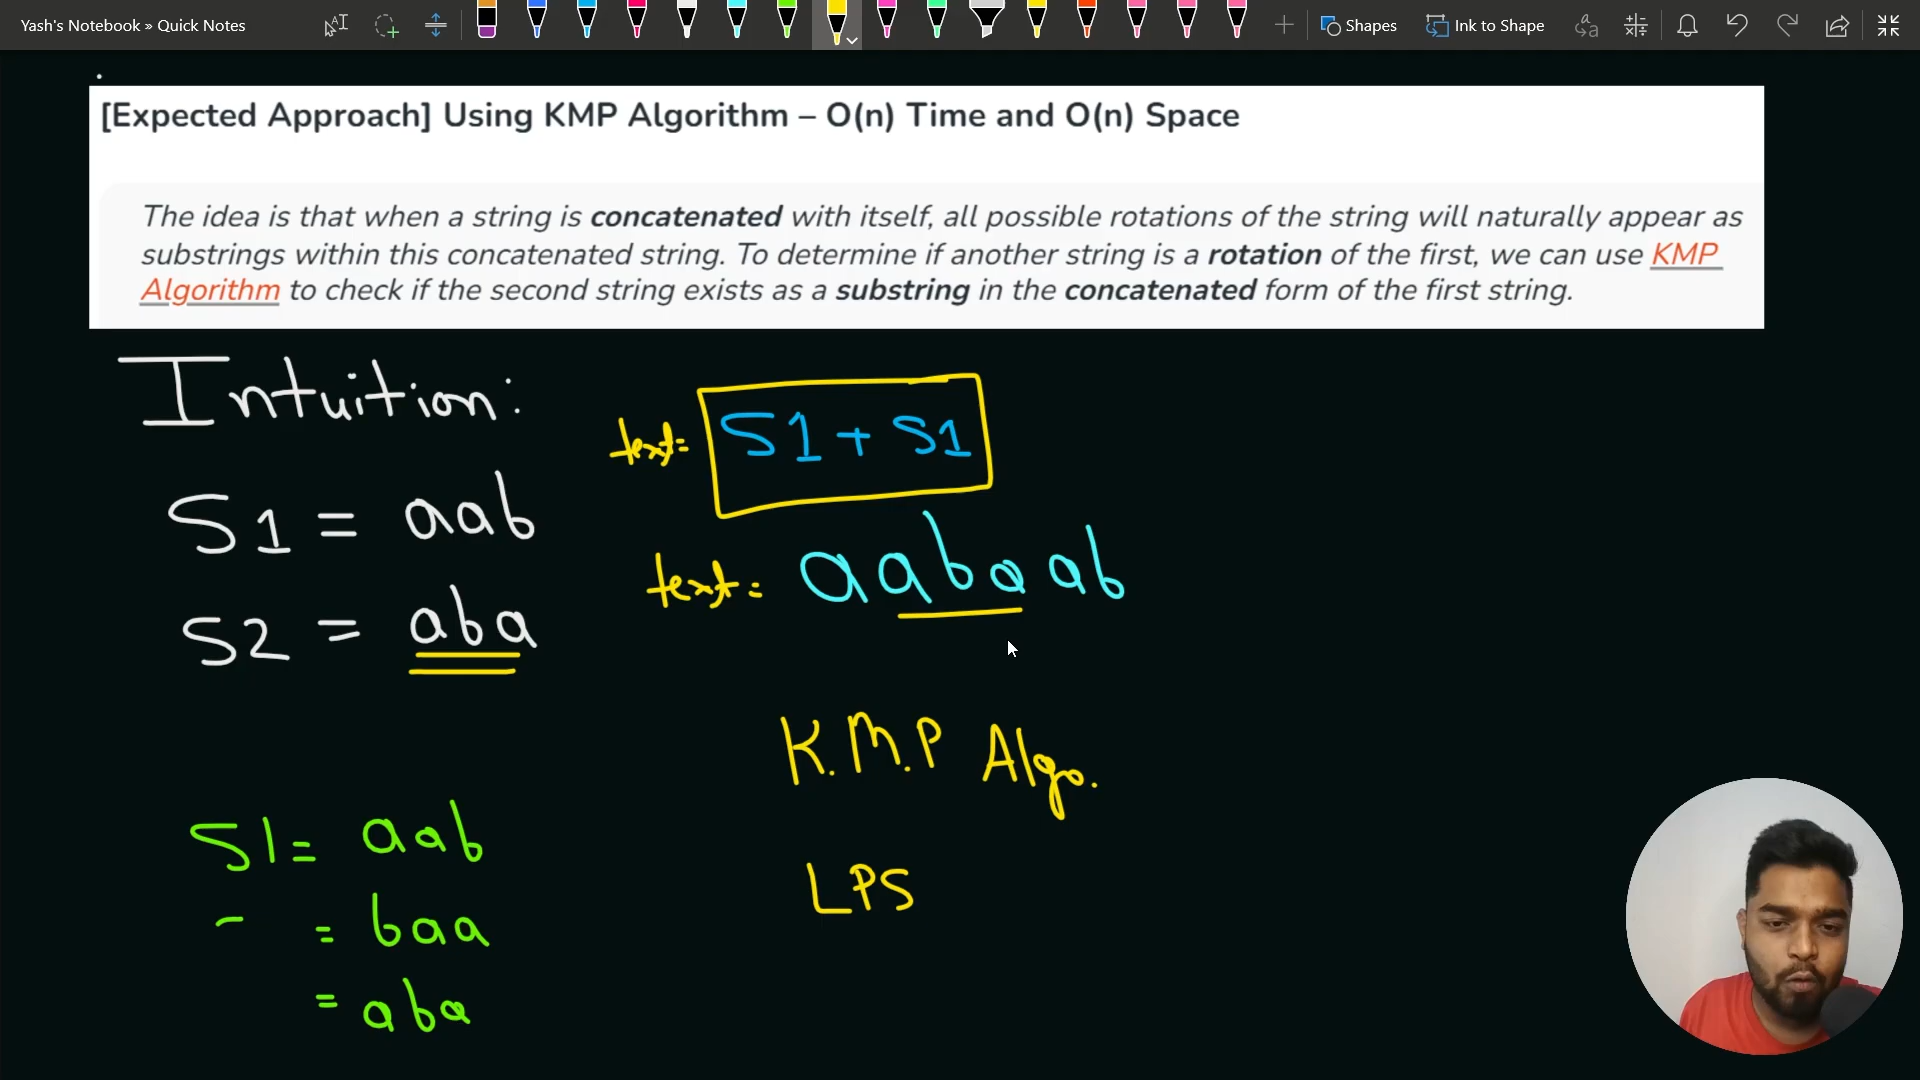 Yash's Notebook » Quick Notes
Shapes
Ink to Shape
[Expected Approach] Using KMP Algorithm – O(n) Time and O(n) Space
The idea is that when a string is concatenated with itself, all possible rotations of the string will naturally appear as
substrings within this concatenated string. To determine if another string is a rotation of the first, we can use KMP
Algorithm to check if the second string exists as a substring in the concatenated form of the first string.
Intuition:
text= S1 + S1
S1 = aab
text= aabaab
S2 = aba
K.M.P Algo.
S1= aab
LPS
= baa
= aba